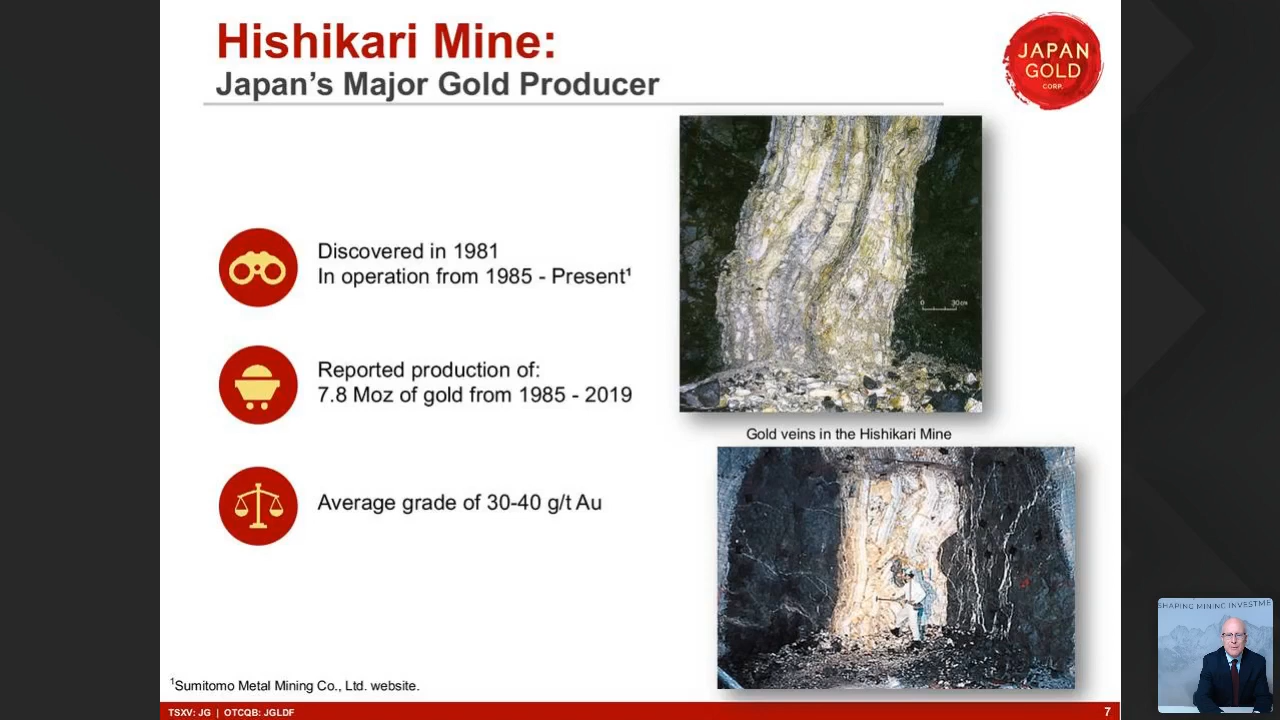 Hishikari Mine:
Japan's Major Gold Producer
JAPAN
GOLD
CORP.
Discovered in 1981
In operation from 1985 - Present¹
Reported production of:
7.8 Moz of gold from 1985 - 2019
Average grade of 30-40 g/t Au
0 30cm
Gold veins in the Hishikari Mine
¹Sumitomo Metal Mining Co., Ltd. website.
TSXV: JG | OTCQB: JGLDF
7
SHAPING MINING INVESTME